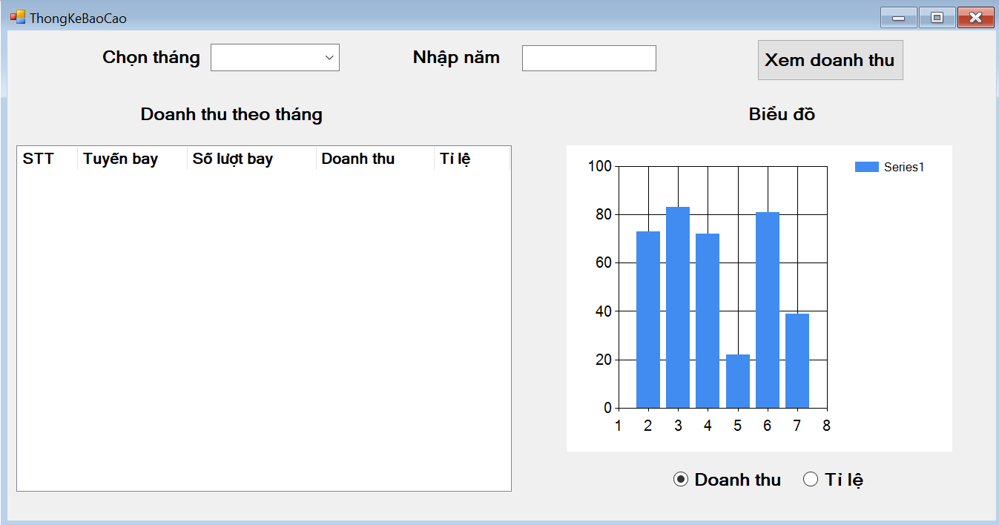 ThongKeBaoCao
Chọn tháng Nhập năm Xem doanh thu
Doanh thu theo tháng
STT Tuyến bay Số lượt bay Doanh thu Tỉ lệ
Biểu đồ
100
80
60
40
20
0
1 2 3 4 5 6 7 8
Series1
Doanh thu Tỉ lệ